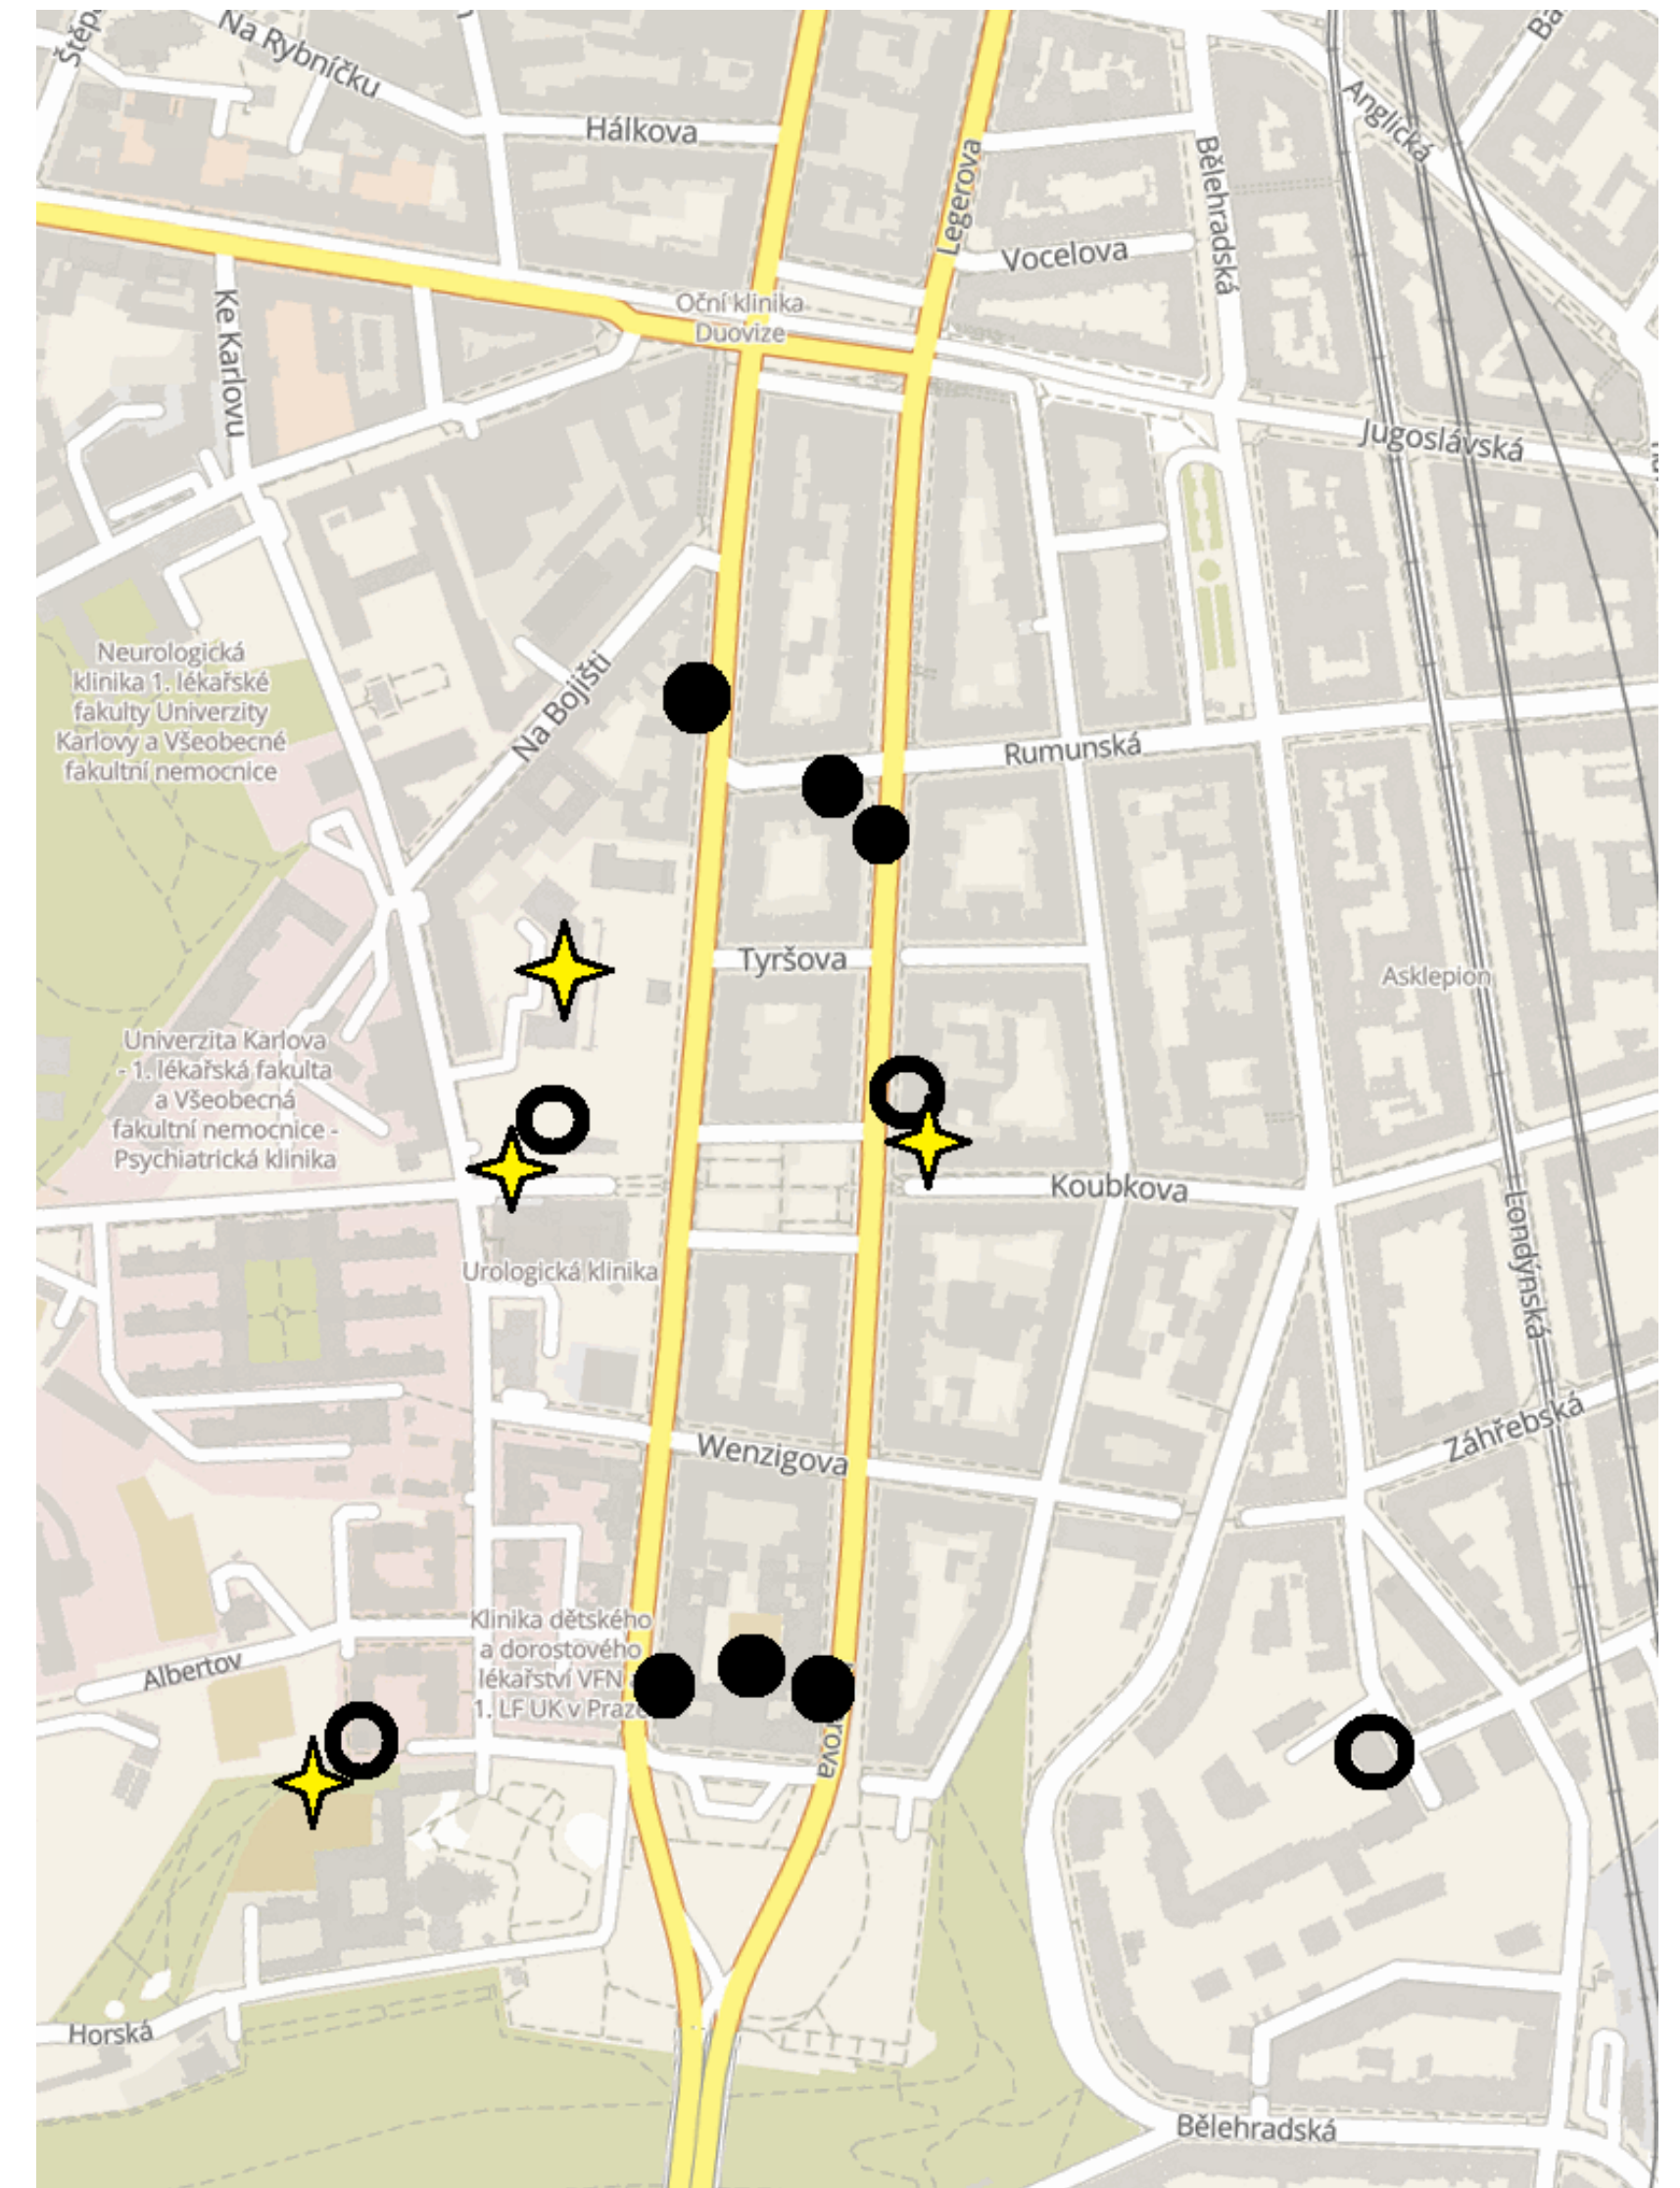 Na Rybníčku
Hálkova
Anglická
Legerova
Bělehradská
Vocelova
Oční klinika
Duovize
Ke Karlovu
Jugoslávská
Neurologická
klinika 1. lékařské
fakulty Univerzity
Karlovy a Všeobecné
fakultní nemocnice
Na Bojišti
Rumunská
Tyršova
Asklepion
Univerzita Karlova
- 1. lékařská fakulta
a Všeobecná
fakultní nemocnice -
Psychiatrická klinika
Koubkova
Londýnská
Urologická klinika
Záhřebská
Wenzigova
Klinika dětského
a dorostového
lékařství VFN
1. LF UK v Praze
Albertov
rova
Horská
Bělehradská